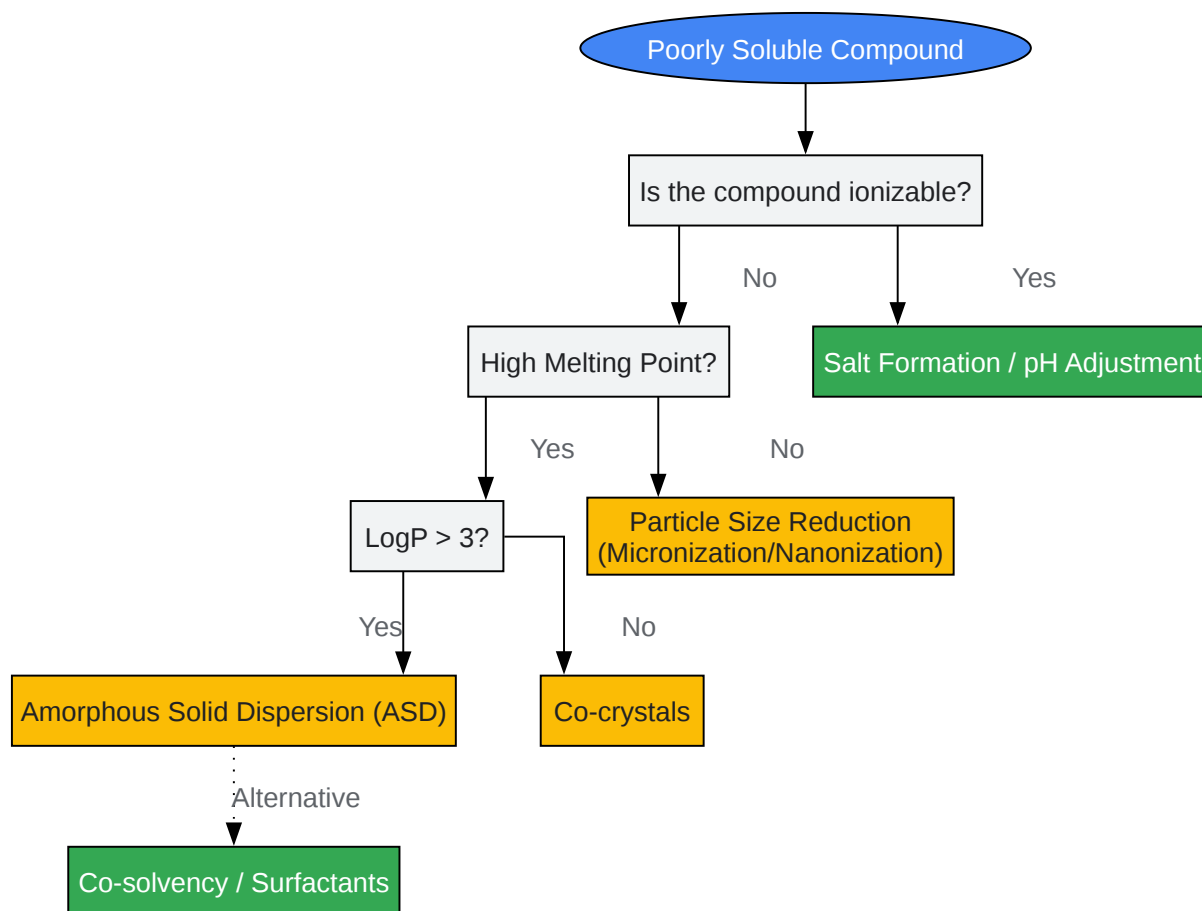 Poorly Soluble Compound
Is the compound ionizable?
No
Yes
High Melting Point?
Salt Formation / pH Adjustment
Yes
No
LogP > 3?
Particle Size Reduction
(Micronization/Nanonization)
Yes
No
Amorphous Solid Dispersion (ASD)
Co-crystals
Alternative
Co-solvency / Surfactants